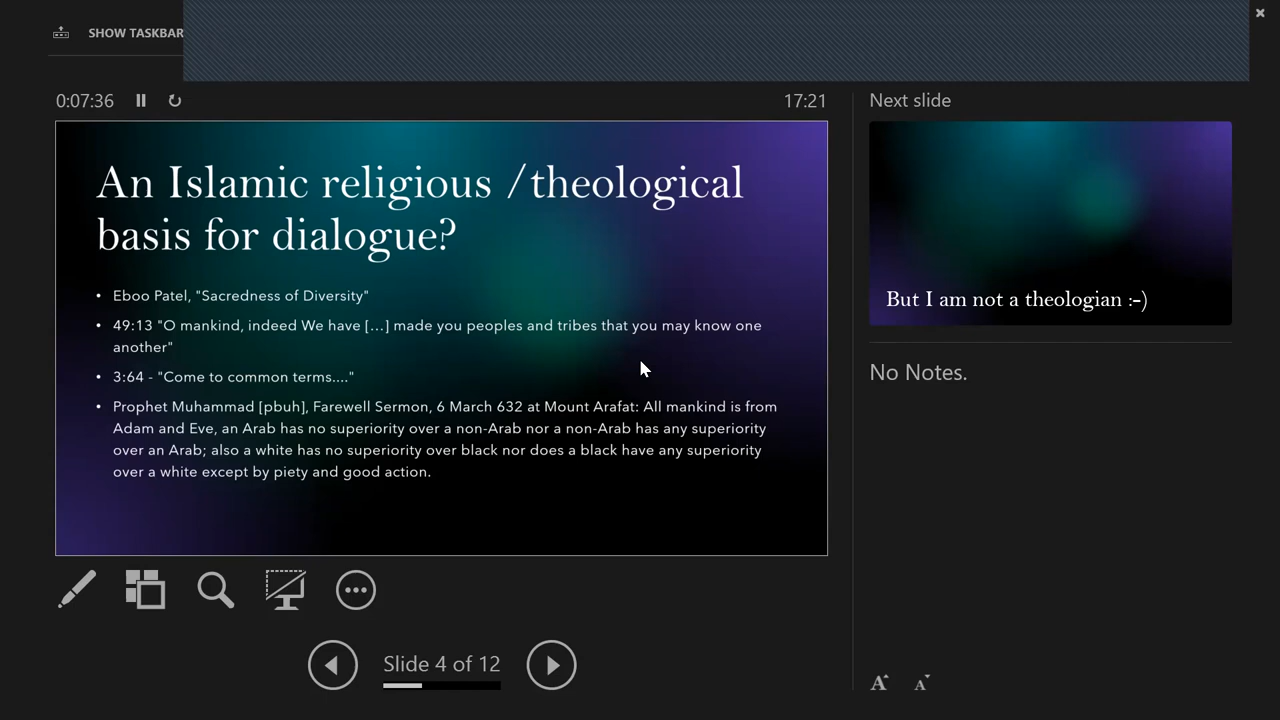 SHOW TASKBAR
0:07:36
17:21
Next slide
An Islamic religious /theological
basis for dialogue?
• Eboo Patel, "Sacredness of Diversity"
• 49:13 "O mankind, indeed We have [...] made you peoples and tribes that you may know one
another"
• 3:64 - "Come to common terms...."
• Prophet Muhammad [pbuh], Farewell Sermon, 6 March 632 at Mount Arafat: All mankind is from
Adam and Eve, an Arab has no superiority over a non-Arab nor a non-Arab has any superiority
over an Arab; also a white has no superiority over black nor does a black have any superiority
over a white except by piety and good action.
But I am not a theologian :-)
No Notes.
Slide 4 of 12
A A